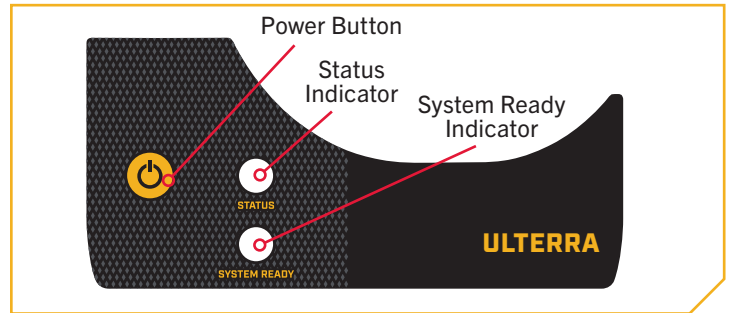 Power Button
Status
Indicator
System Ready
Indicator
STATUS
ULTERRA
SYSTEM READY